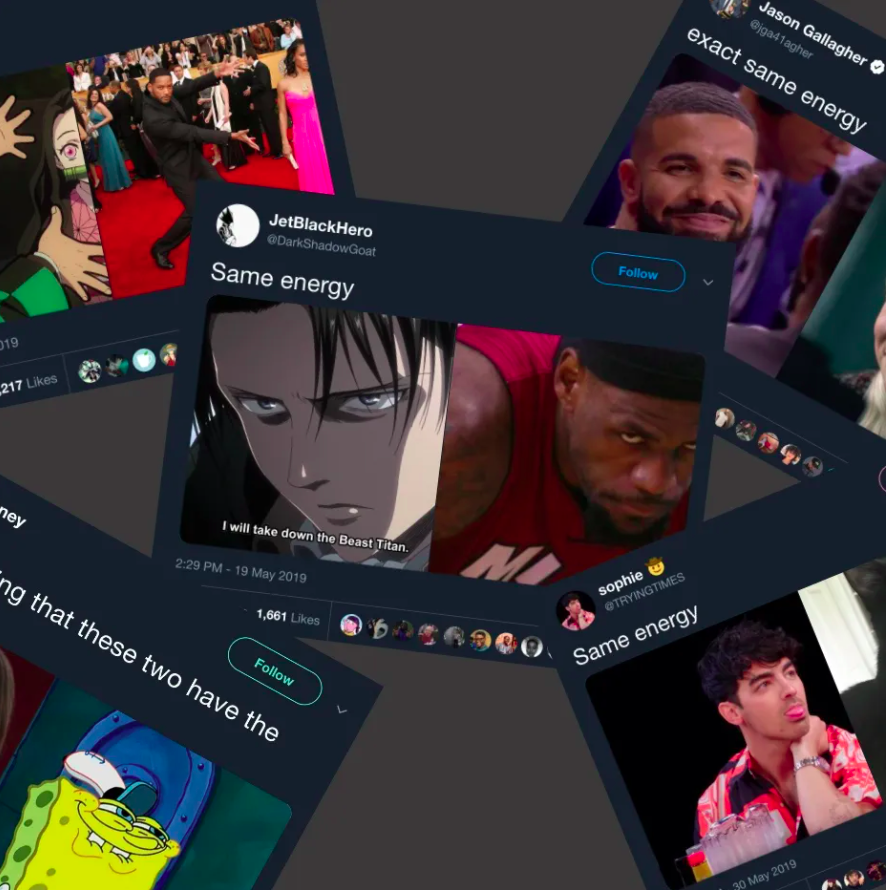 Jason Gallagher
@jga41agher
exact same energy
JetBlackHero
@DarkShadowGoat
Follow
Same energy
019
,217 Likes
I will take down the Beast Titan.
MI
2:29 PM - 19 May 2019
1,661 Likes
ney
ing that these two have the
Follow
sophie
@TRYINGTIMES
Same energy
30 May 2019